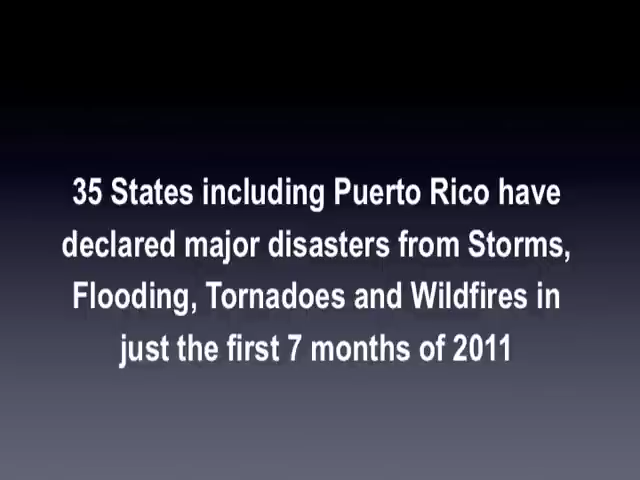 35 States including Puerto Rico have
declared major disasters from Storms,
Flooding, Tornadoes and Wildfires in
just the first 7 months of 2011